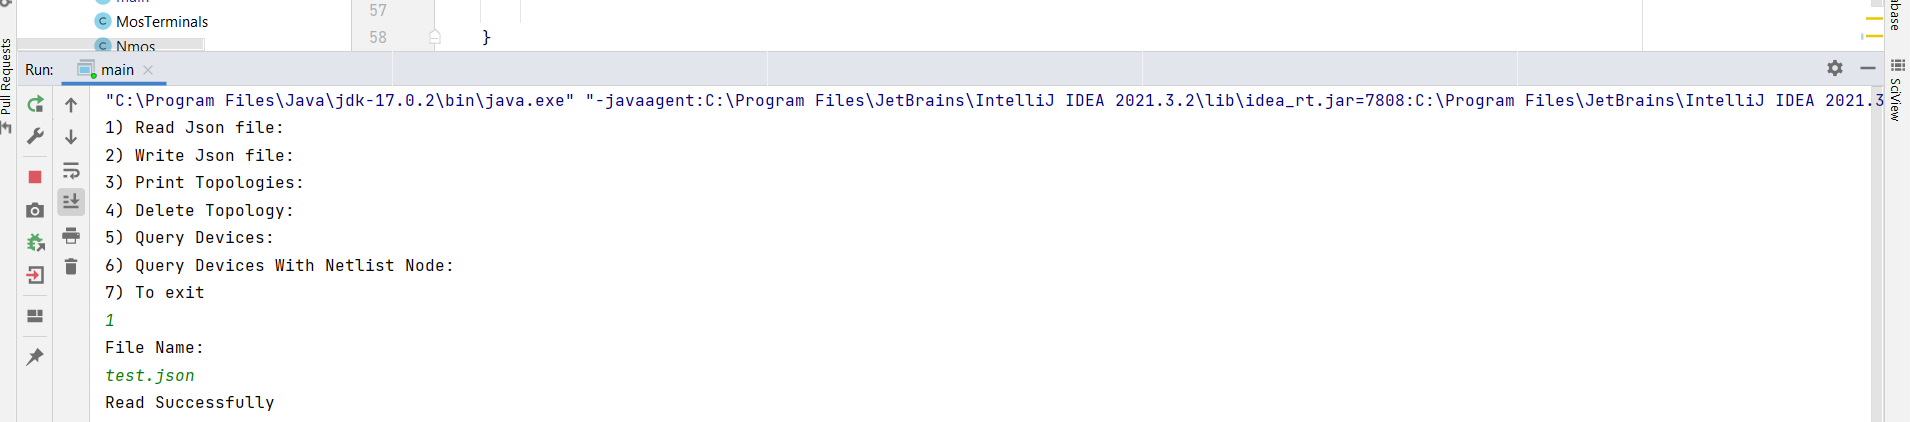 main
MosTerminals
Nmos
57
58 }
Pull Requests
Run: main
"C:\Program Files\Java\jdk-17.0.2\bin\java.exe" "-javaagent:C:\Program Files\JetBrains\IntelliJ IDEA 2021.3.2\lib\idea_rt.jar=7808:C:\Program Files\JetBrains\IntelliJ IDEA 2021.3
1) Read Json file:
2) Write Json file:
3) Print Topologies:
4) Delete Topology:
5) Query Devices:
6) Query Devices With Netlist Node:
7) To exit
1
File Name:
test.json
Read Successfully
abase
SciView